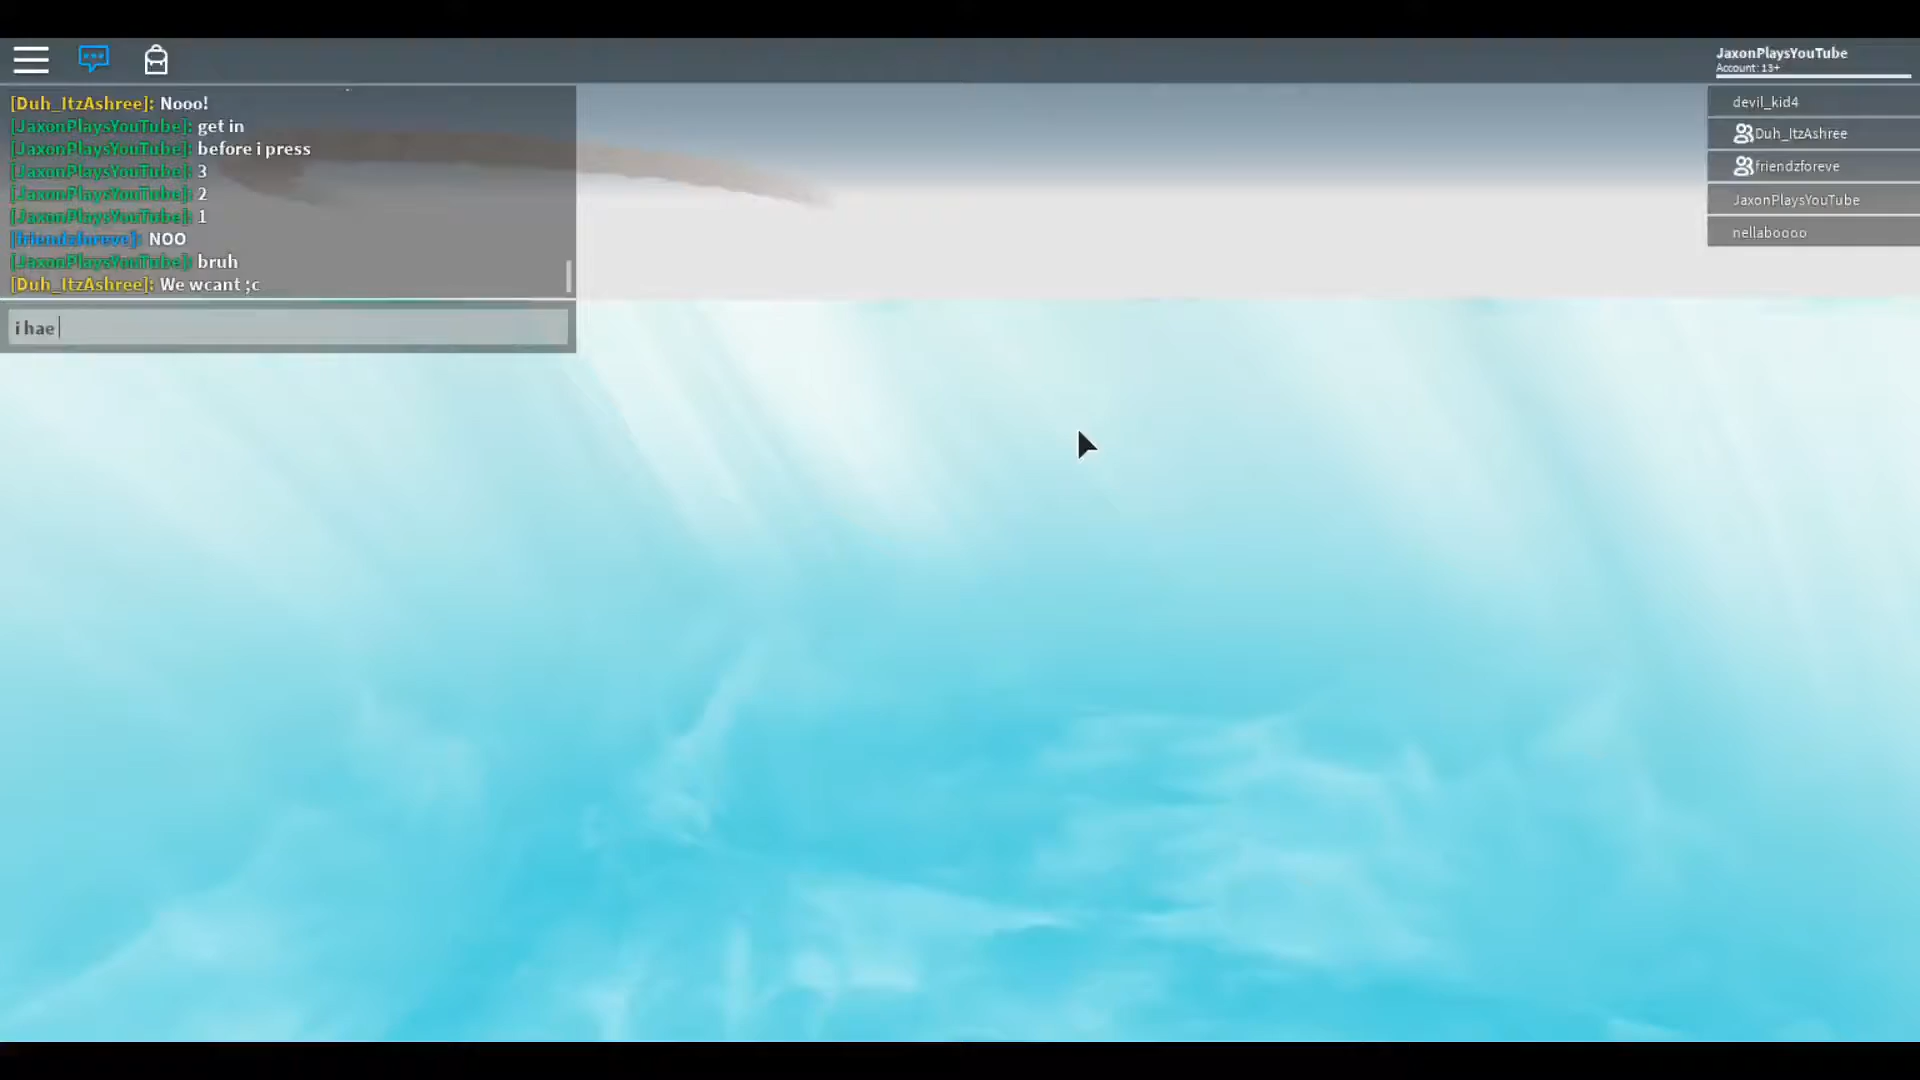 JaxonPlaysYouTube
Account: 13+
[Duh_ItzAshree]: Nooo!
[JaxonPlaysYouTube]: get in
[JaxonPlaysYouTube]: before i press
[JaxonPlaysYouTube]: 3
[JaxonPlaysYouTube]: 2
[JaxonPlaysYouTube]: 1
[friendzforeve]: NOO
[JaxonPlaysYouTube]: bruh
[Duh_ItzAshree]: We wcant ;c
i hae
devil_kid4
Duh_ItzAshree
friendzforeve
JaxonPlaysYouTube
nellaboooo